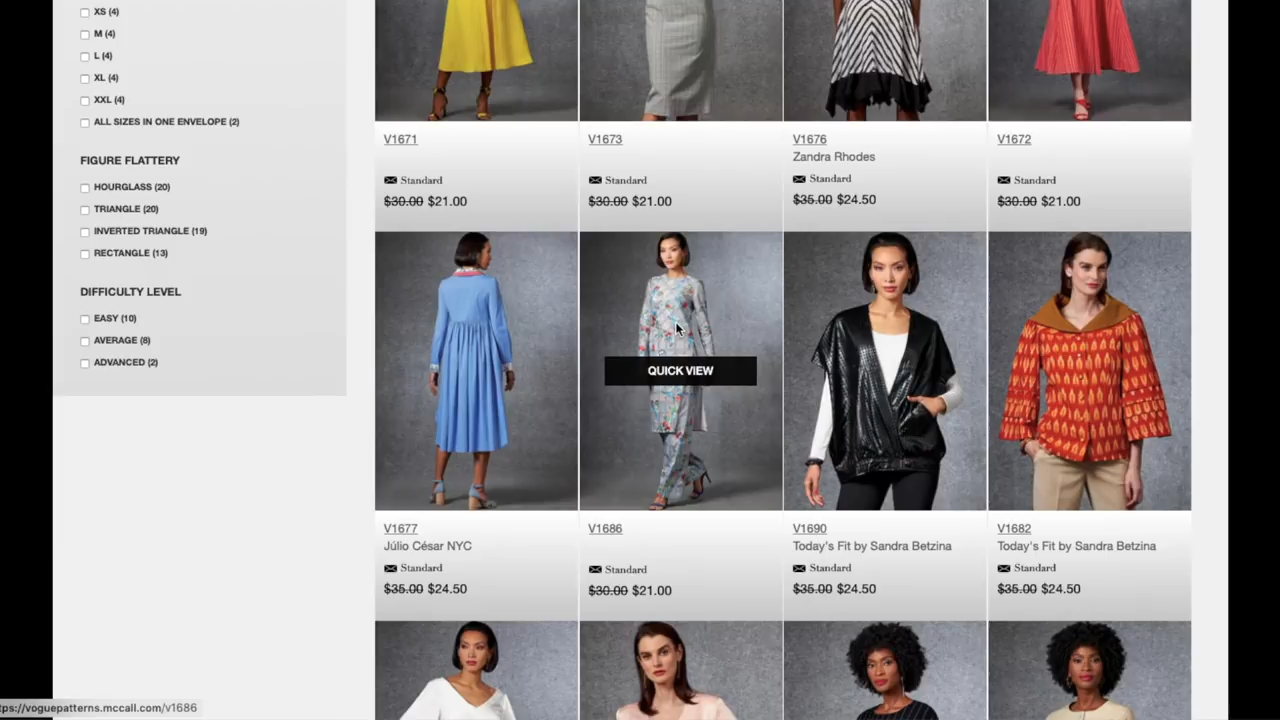 XS (4)
M (4)
L (4)
XL (4)
XXL (4)
ALL SIZES IN ONE ENVELOPE (2)
FIGURE FLATTERY
HOURGLASS (20)
TRIANGLE (20)
INVERTED TRIANGLE (19)
RECTANGLE (13)
DIFFICULTY LEVEL
EASY (10)
AVERAGE (8)
ADVANCED (2)
V1671
Standard
$30.00 $21.00
V1673
Standard
$30.00 $21.00
V1676
Zandra Rhodes
Standard
$35.00 $24.50
V1672
Standard
$30.00 $21.00
QUICK VIEW
V1677
Júlio César NYC
Standard
$35.00 $24.50
V1686
Standard
$30.00 $21.00
V1690
Today's Fit by Sandra Betzina
Standard
$35.00 $24.50
V1682
Today's Fit by Sandra Betzina
Standard
$35.00 $24.50
tps://voguepatterns.mccall.com/v1686